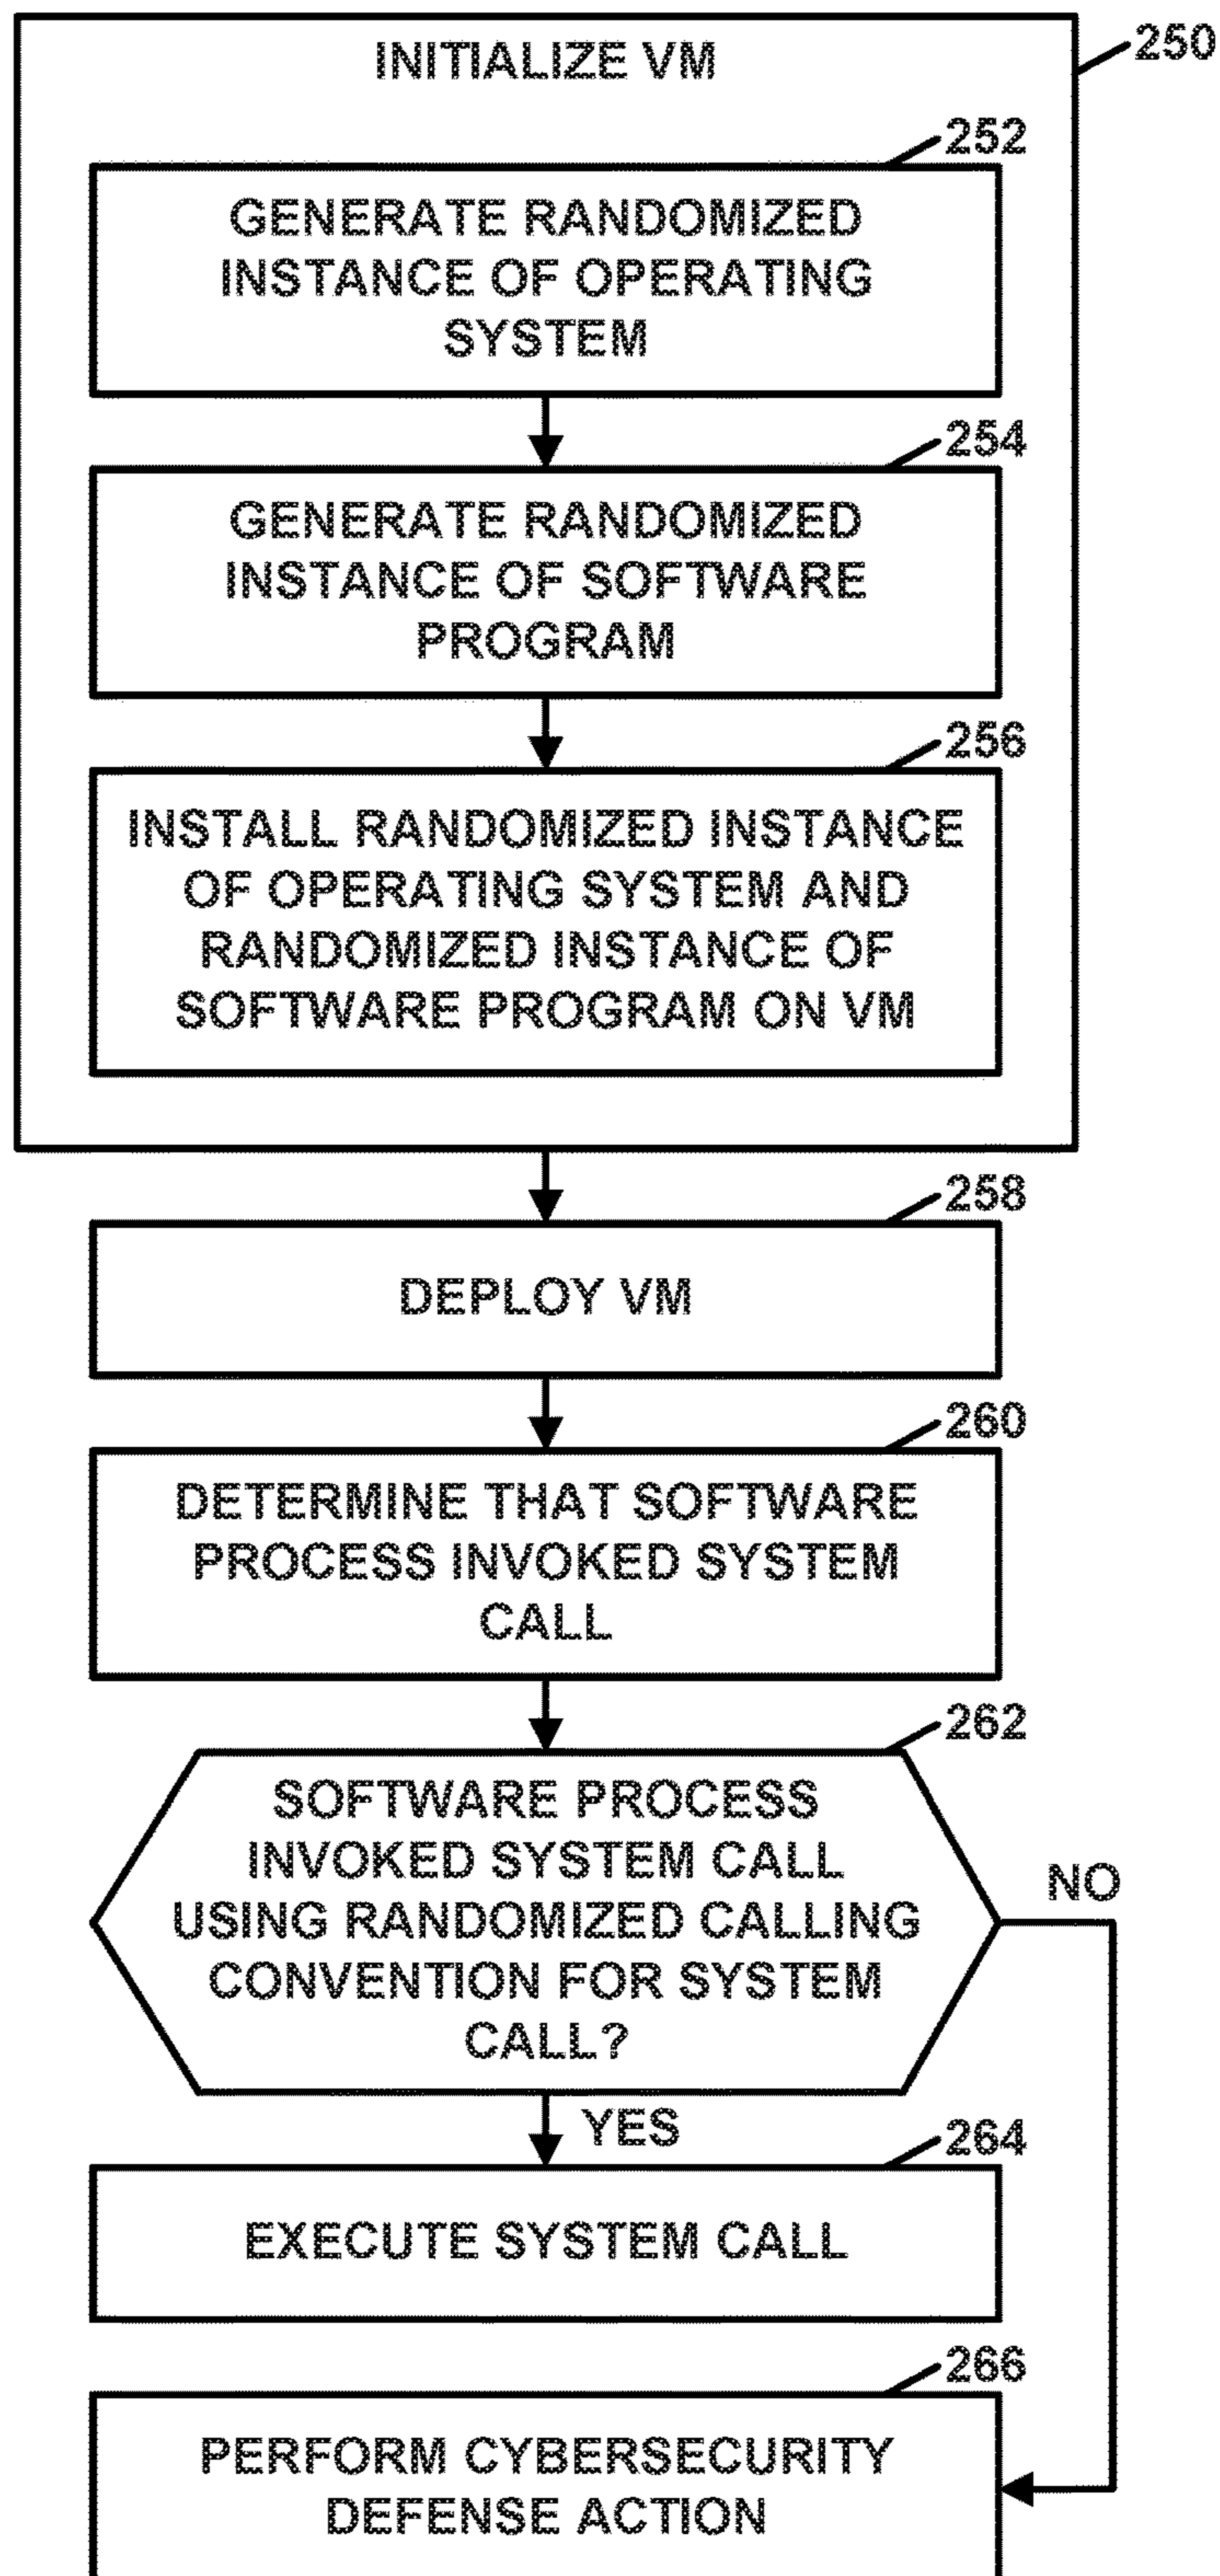 INITIALIZE VM
250
252
GENERATE RANDOMIZED
INSTANCE OF OPERATING
SYSTEM
254
GENERATE RANDOMIZED
INSTANCE OF SOFTWARE
PROGRAM
256
INSTALL RANDOMIZED INSTANCE
OF OPERATING SYSTEM AND
RANDOMIZED INSTANCE OF
SOFTWARE PROGRAM ON VM
258
DEPLOY VM
260
DETERMINE THAT SOFTWARE
PROCESS INVOKED SYSTEM
CALL
262
SOFTWARE PROCESS
INVOKED SYSTEM CALL
USING RANDOMIZED CALLING
CONVENTION FOR SYSTEM
CALL?
NO
YES
264
EXECUTE SYSTEM CALL
266
PERFORM CYBERSECURITY
DEFENSE ACTION